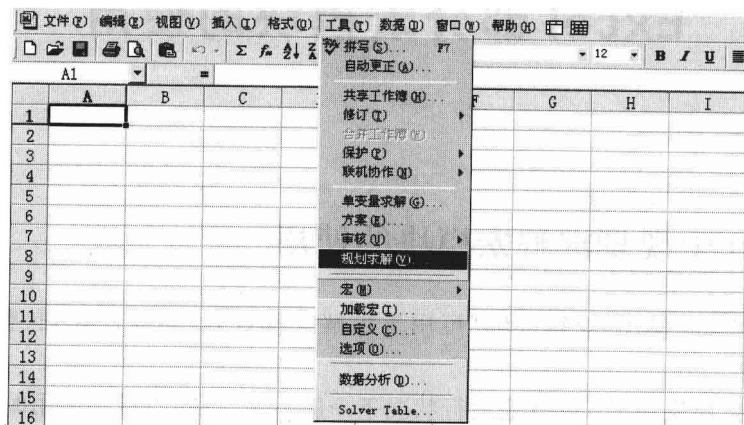 文件(F) 编辑(E) 视图(V) 插入(I) 格式(O) 工具(T) 数据(D) 窗口(W) 帮助(H)
Σ fx 12 B I U
A1 =
A B C F G H I
1
2
3
4
5
6
7
8
9
10
11
12
13
14
15
16
拼写(S)... F7
自动更正(A)...
共享工作簿(H)...
修订(T)
合并工作簿(W)...
保护(P)
联机协作(N)
单变量求解(G)...
方案(E)...
审核(U)
规划求解(V)...
宏(M)
加载宏(I)...
自定义(C)...
选项(O)...
数据分析(D)...
Solver Table...